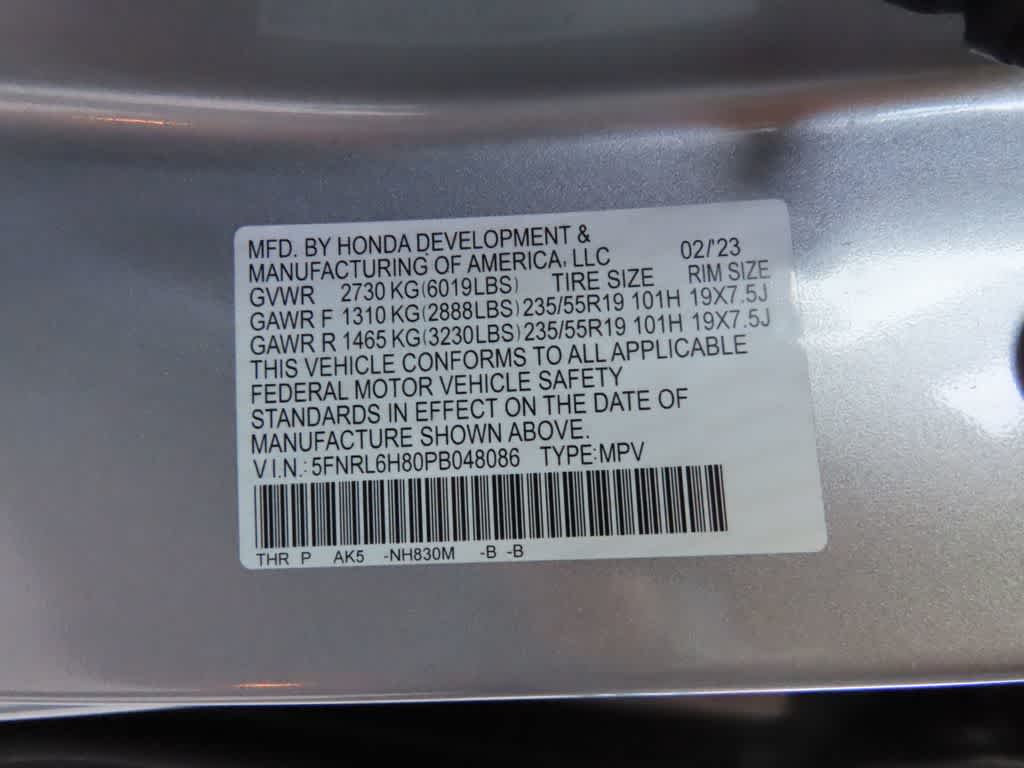 MFD. BY HONDA DEVELOPMENT &
MANUFACTURING OF AMERICA, LLC 02/'23
GVWR 2730 KG(6019LBS) TIRE SIZE RIM SIZE
GAWR F 1310 KG(2888LBS) 235/55R19 101H 19X7.5J
GAWR R 1465 KG(3230LBS) 235/55R19 101H 19X7.5J
THIS VEHICLE CONFORMS TO ALL APPLICABLE
FEDERAL MOTOR VEHICLE SAFETY
STANDARDS IN EFFECT ON THE DATE OF
MANUFACTURE SHOWN ABOVE.
V I.N.: 5FNRL6H80PB048086 TYPE:MPV
THR P AK5 -NH830M -B -B